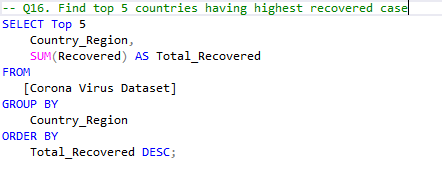 -- Q16. Find top 5 countries having highest recovered case
SELECT Top 5
    Country_Region,
    SUM(Recovered) AS Total_Recovered
FROM
   [Corona Virus Dataset]
GROUP BY
    Country_Region
ORDER BY
    Total_Recovered DESC;